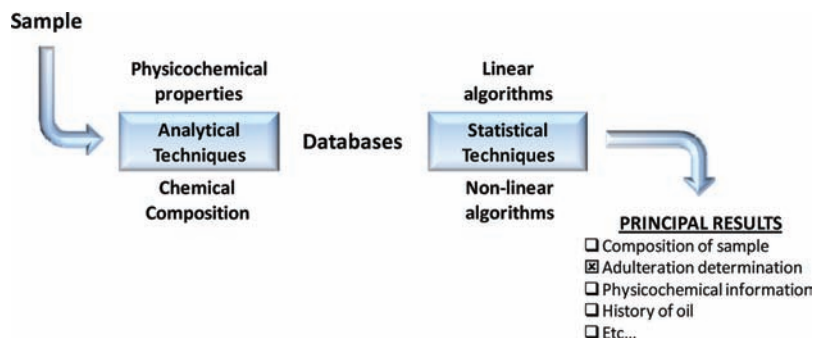 Sample
Physicochemical
properties
Analytical
Techniques
Chemical
Composition
Databases
Linear
algorithms
Statistical
Techniques
Non-linear
algorithms
PRINCIPAL RESULTS
☐ Composition of sample
☒ Adulteration determination
☐ Physicochemical information
☐ History of oil
☐ Etc...